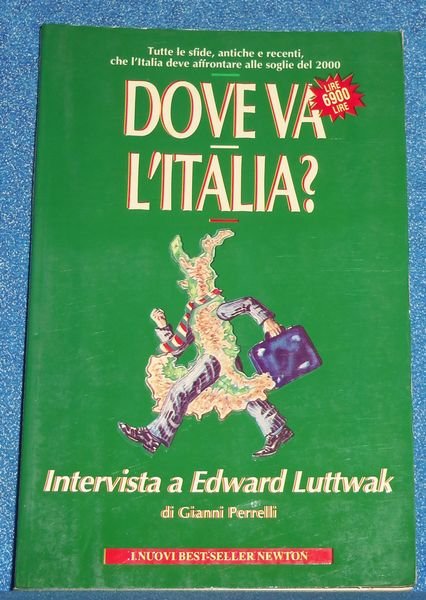 Tutte le sfide, antiche e recenti,
che l'Italia deve affrontare alle soglie del 2000
DOVE VA
L'ITALIA?
LIRE
6900
LIRE
Intervista a Edward Luttwak
di Gianni Perrelli
I NUOVI BEST-SELLER NEWTON